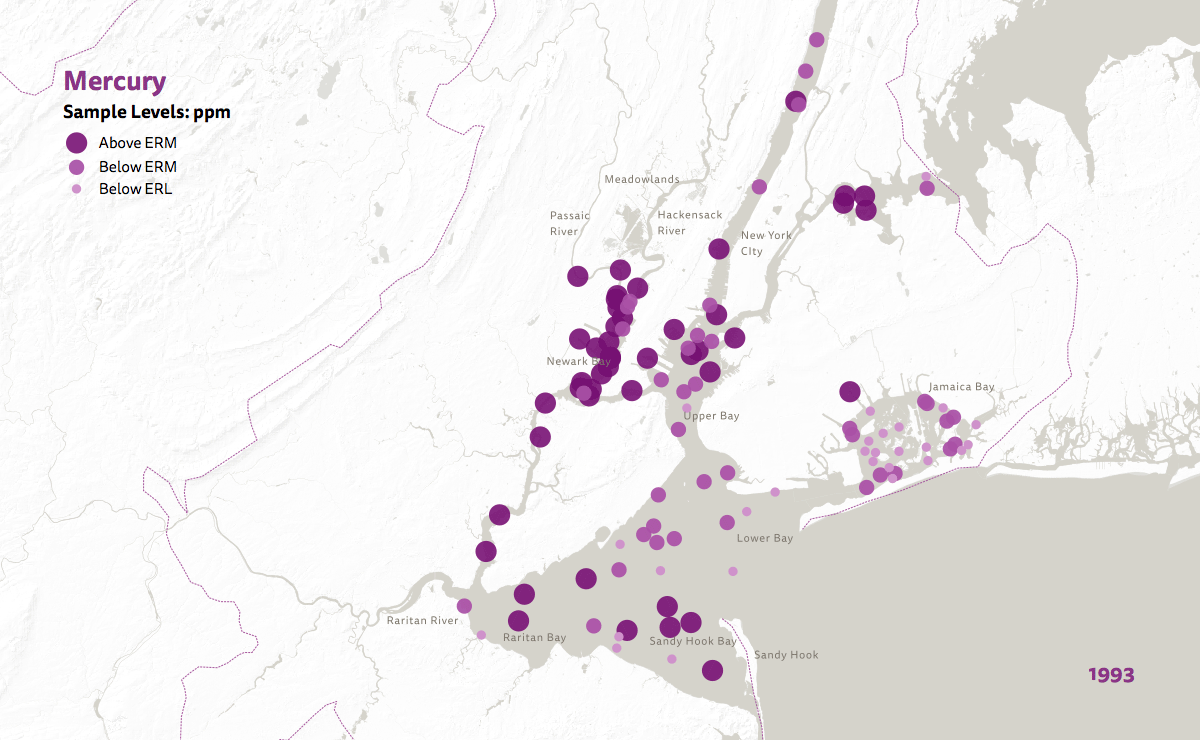 Mercury
Sample Levels: ppm
Above ERM
Below ERM
Below ERL
Meadowlands
Passaic
River
Hackensack
River
New York
CIty
Newark Bay
Jamaica Bay
Upper Bay
Lower Bay
Raritan River
Raritan Bay
Sandy Hook Bay
Sandy Hook
1993